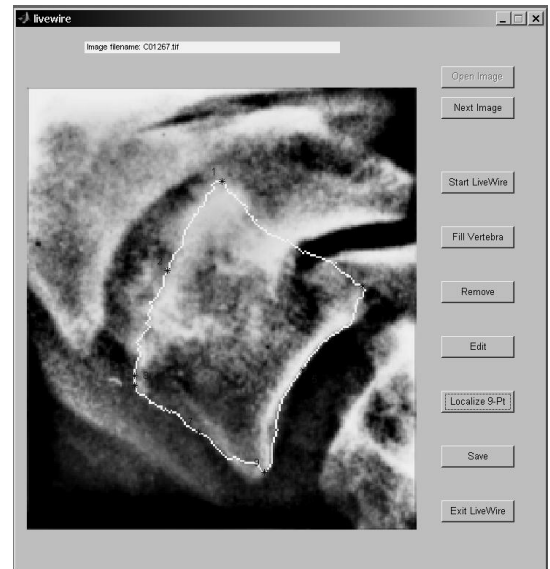 livewire
Image filename: C01267.tif
Open Image
Next Image
Start LiveWire
Fill Vertebra
Remove
Edit
Localize 9-Pt
Save
Exit LiveWire